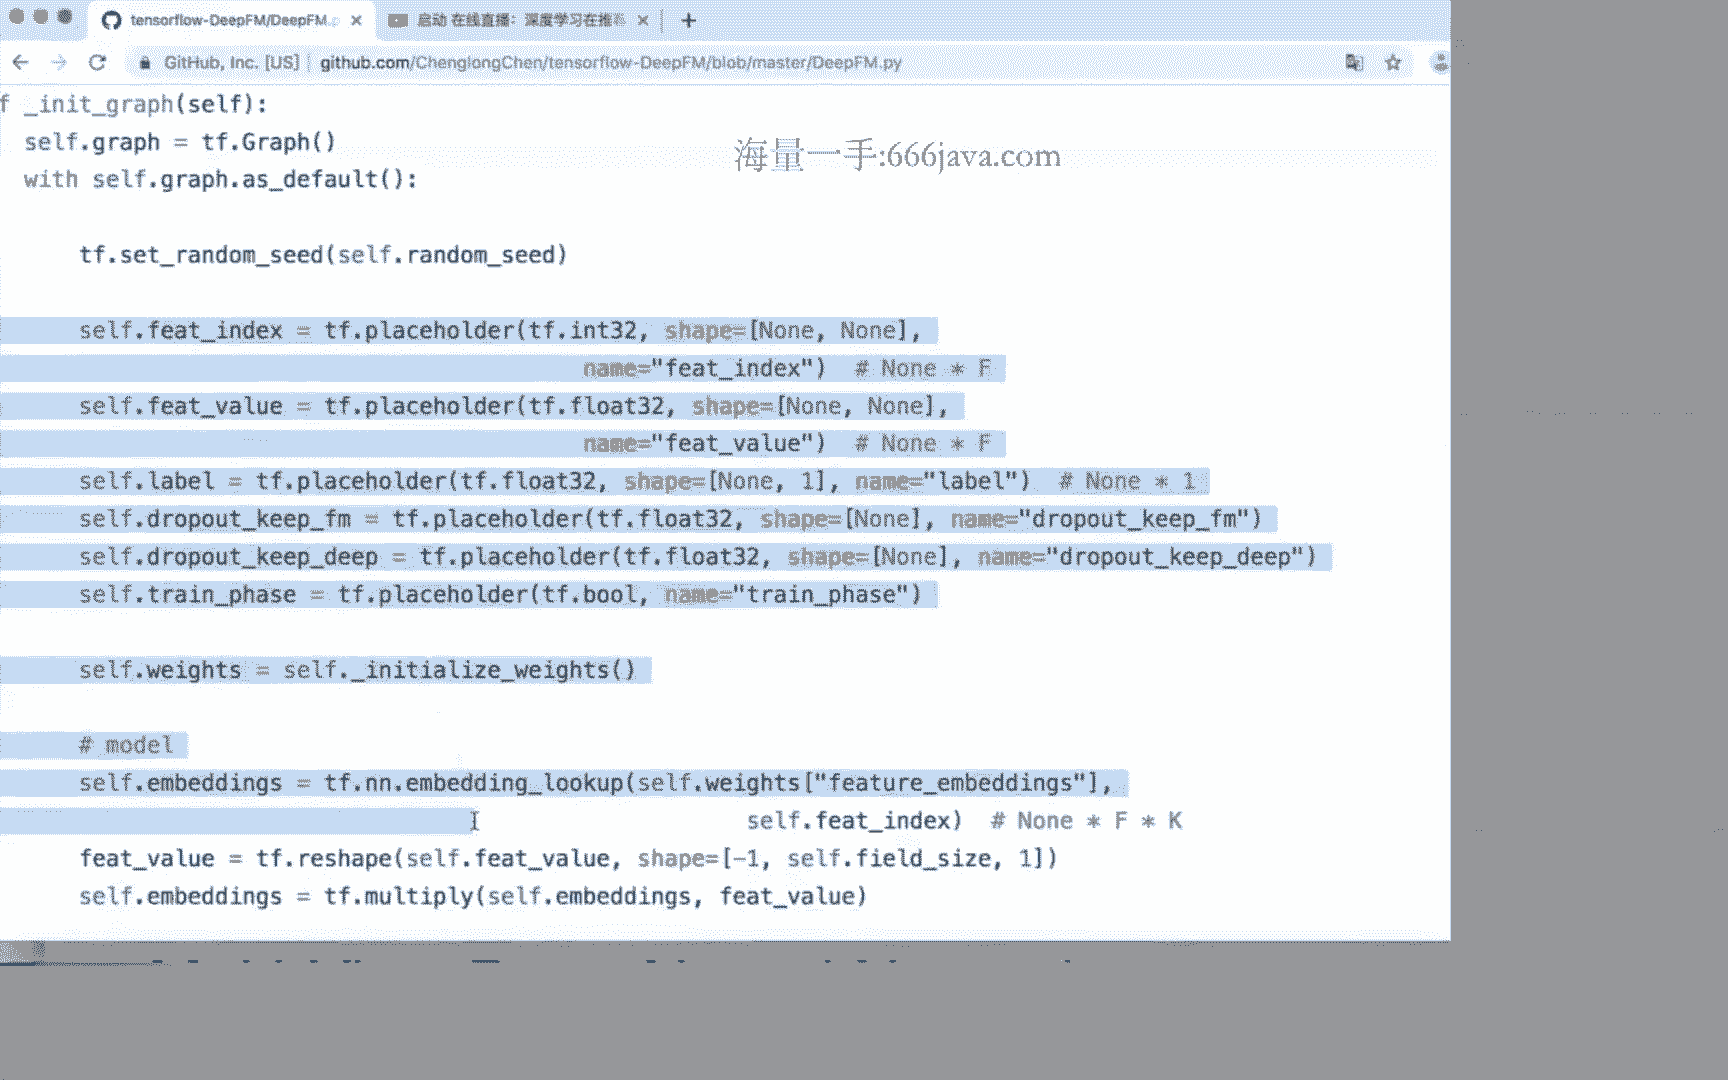 tensorflow-DeepFM/DeepFM.p
启动 在线直播：深度学习在推荐
GitHub, Inc. [US] | github.com/ChenglongChen/tensorflow-DeepFM/blob/master/DeepFM.py
f _init_graph(self):
self.graph = tf.Graph()
海量一手:666java.com
with self.graph.as_default():
tf.set_random_seed(self.random_seed)
self.feat_index = tf.placeholder(tf.int32, shape=[None, None],
name="feat_index")  # None * F
self.feat_value = tf.placeholder(tf.float32, shape=[None, None],
name="feat_value")  # None * F
self.label = tf.placeholder(tf.float32, shape=[None, 1], name="label")  # None * 1
self.dropout_keep_fm = tf.placeholder(tf.float32, shape=[None], name="dropout_keep_fm")
self.dropout_keep_deep = tf.placeholder(tf.float32, shape=[None], name="dropout_keep_deep")
self.train_phase = tf.placeholder(tf.bool, name="train_phase")
self.weights = self._initialize_weights()
# model
self.embeddings = tf.nn.embedding_lookup(self.weights["feature_embeddings"],
self.feat_index)  # None * F * K
feat_value = tf.reshape(self.feat_value, shape=[-1, self.field_size, 1])
self.embeddings = tf.multiply(self.embeddings, feat_value)